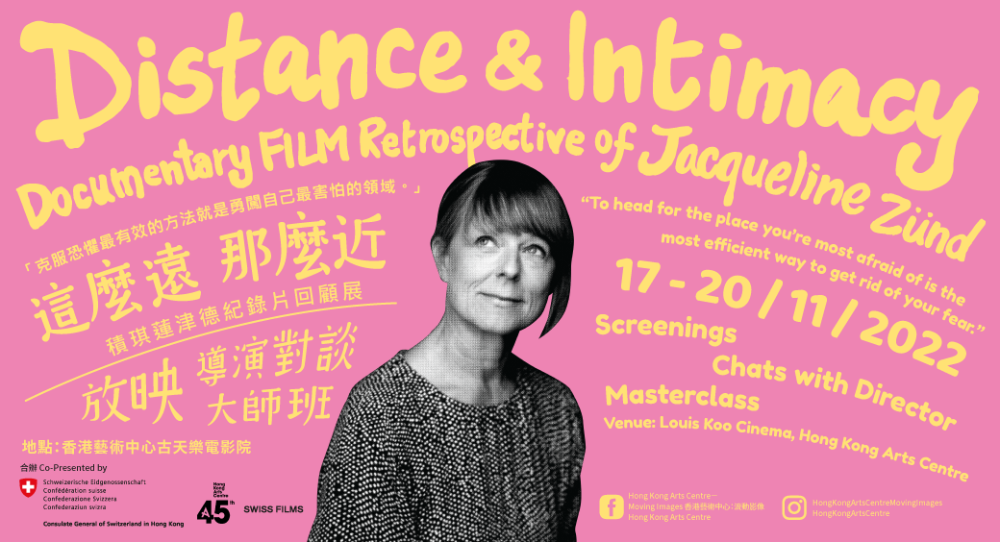 Distance & Intimacy
Documentary FILM Retrospective of Jacqueline Zünd
「克服恐懼最有效的方法就是勇闖自己最害怕的領域。」
這麼遠 那麼近
積琪蓮津德紀錄片回顧展
放映 導演對談
大師班
地點：香港藝術中心古天樂電影院
合辦 Co-Presented by
Schweizerische Eidgenossenschaft
Confédération suisse
Confederazione Svizzera
Confederaziun svizra
Consulate General of Switzerland in Hong Kong
Hong
Kong
Arts
Centre
45th
SWISS FILMS
“To head for the place you’re most afraid of is the
most efficient way to get rid of your fear.”
17 - 20 / 11 / 2022
Screenings
Chats with Director
Masterclass
Venue: Louis Koo Cinema, Hong Kong Arts Centre
Hong Kong Arts Centre—
Moving Images 香港藝術中心：流動影像
Hong Kong Arts Centre
HongKongArtsCentreMovingImages
HongKongArtsCentre